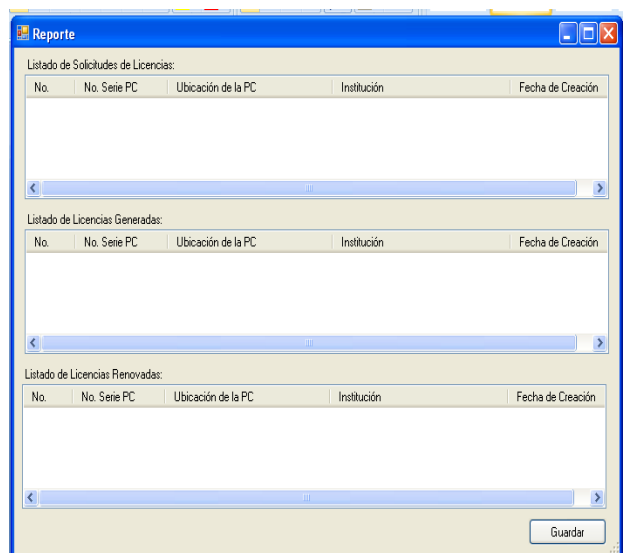 Reporte
Listado de Solicitudes de Licencias:
No. No. Serie PC Ubicación de la PC Institución Fecha de Creación
Listado de Licencias Generadas:
No. No. Serie PC Ubicación de la PC Institución Fecha de Creación
Listado de Licencias Renovadas:
No. No. Serie PC Ubicación de la PC Institución Fecha de Creación
Guardar